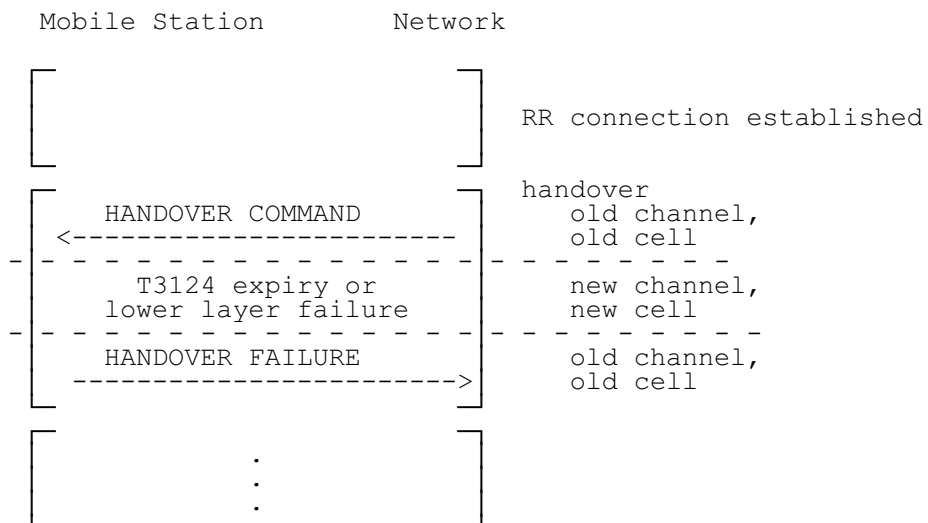 Mobile Station Network
RR connection established
handover
HANDOVER COMMAND old channel,
<------------------------ old cell
- - - - - - - - - - - - - - - - - - - - - - -
T3124 expiry or new channel,
lower layer failure new cell
- - - - - - - - - - - - - - - - - - - - - - - -
HANDOVER FAILURE old channel,
------------------------> old cell
.
.
.